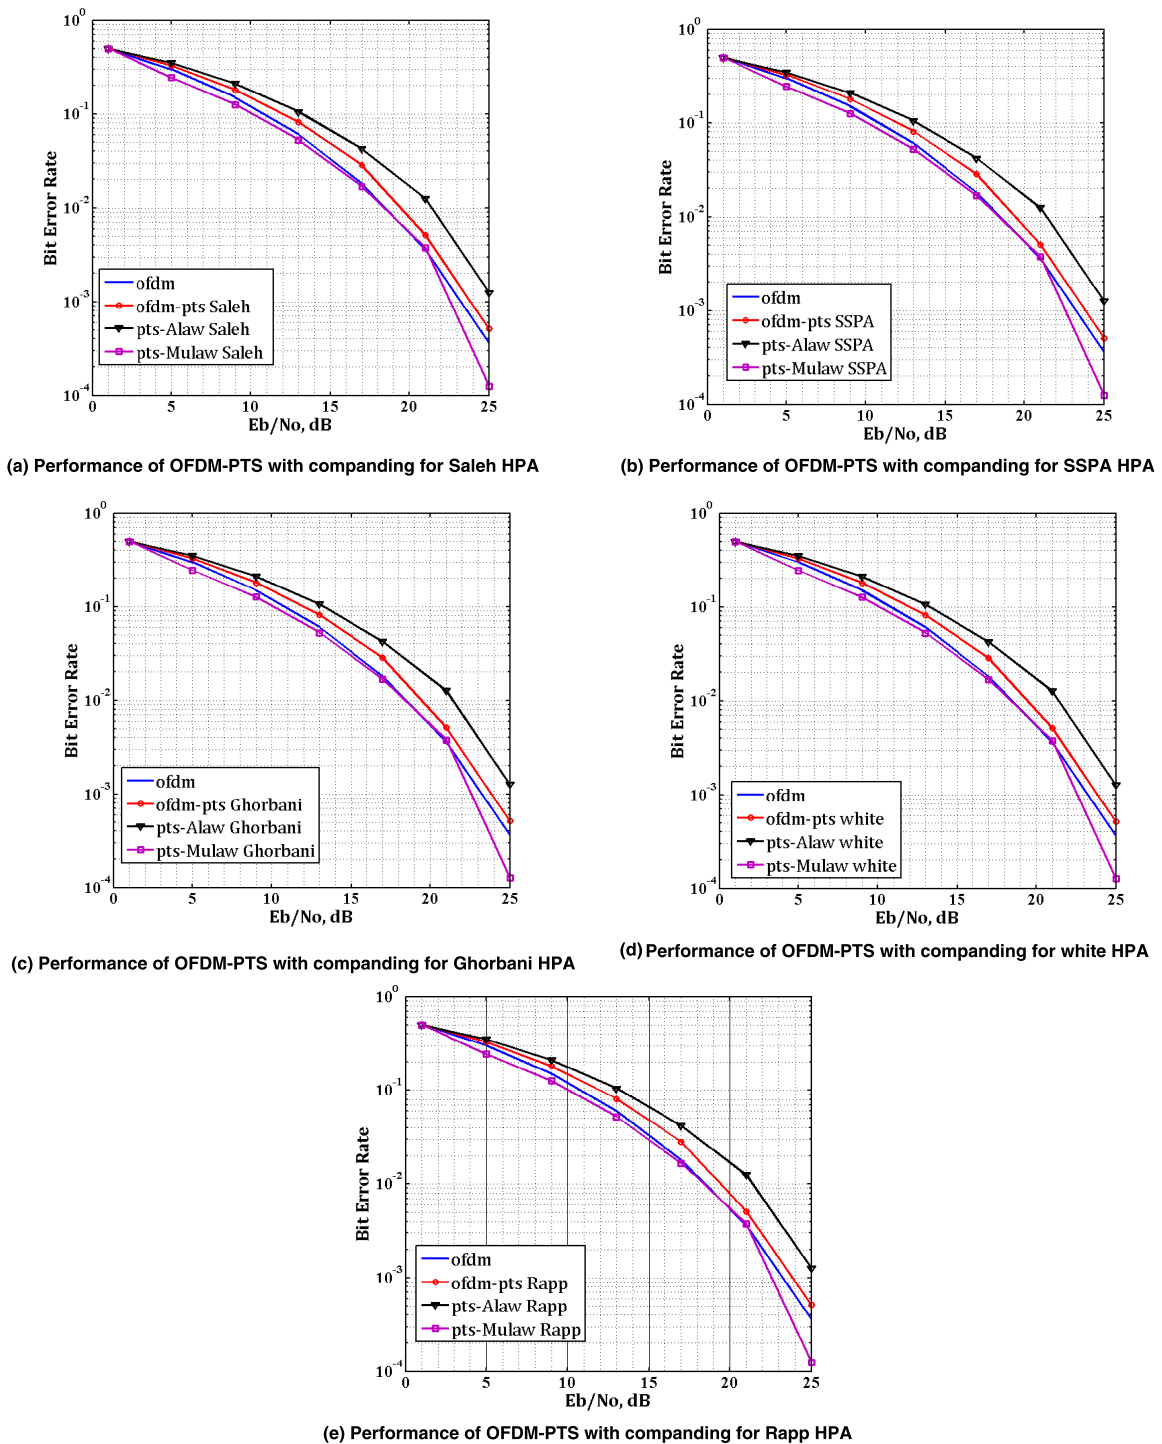 10^0
10^-1
10^-2
10^-3
10^-4
Bit Error Rate
ofdm
ofdm-pts Saleh
pts-Alaw Saleh
pts-Mulaw Saleh
0 5 10 15 20 25
Eb/No, dB
(a) Performance of OFDM-PTS with companding for Saleh HPA
10^0
10^-1
10^-2
10^-3
10^-4
Bit Error Rate
ofdm
ofdm-pts SSPA
pts-Alaw SSPA
pts-Mulaw SSPA
0 5 10 15 20 25
Eb/No, dB
(b) Performance of OFDM-PTS with companding for SSPA HPA
10^0
10^-1
10^-2
10^-3
10^-4
Bit Error Rate
ofdm
ofdm-pts Ghorbani
pts-Alaw Ghorbani
pts-Mulaw Ghorbani
0 5 10 15 20 25
Eb/No, dB
(c) Performance of OFDM-PTS with companding for Ghorbani HPA
10^0
10^-1
10^-2
10^-3
10^-4
Bit Error Rate
ofdm
ofdm-pts white
pts-Alaw white
pts-Mulaw white
0 5 10 15 20 25
Eb/No, dB
(d) Performance of OFDM-PTS with companding for white HPA
10^0
10^-1
10^-2
10^-3
10^-4
Bit Error Rate
ofdm
ofdm-pts Rapp
pts-Alaw Rapp
pts-Mulaw Rapp
0 5 10 15 20 25
Eb/No, dB
(e) Performance of OFDM-PTS with companding for Rapp HPA